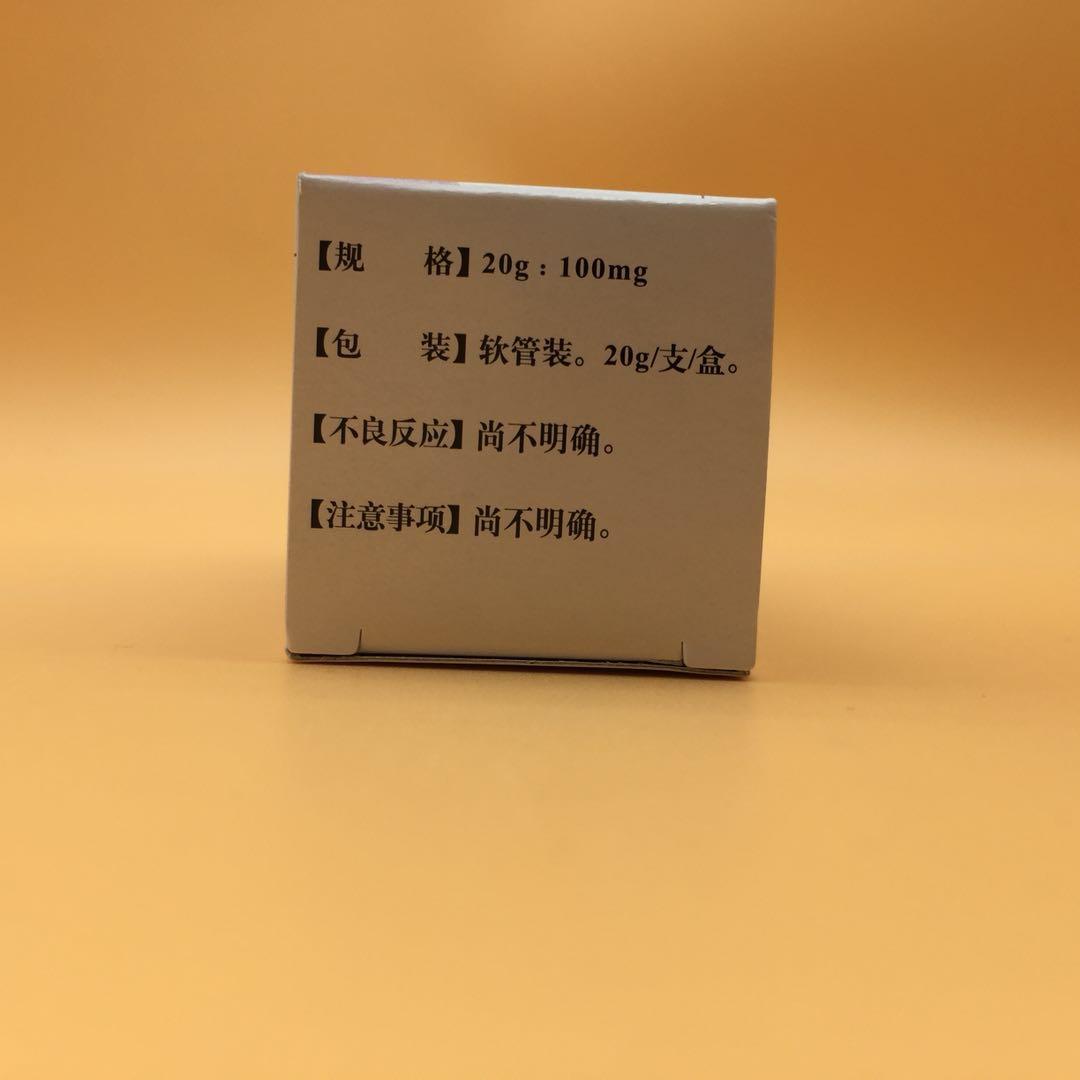 【规　　格】20g：100mg
【包　　装】软管装。20g/支/盒。
【不良反应】尚不明确。
【注意事项】尚不明确。